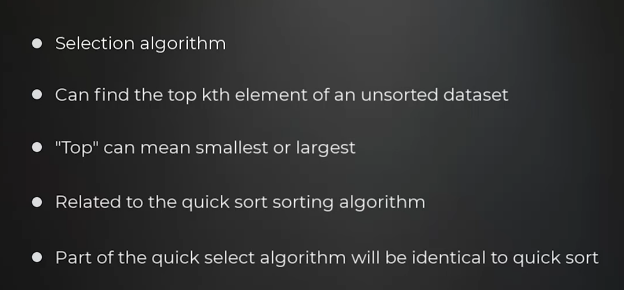 Selection algorithm
Can find the top kth element of an unsorted dataset
"Top" can mean smallest or largest
Related to the quick sort sorting algorithm
Part of the quick select algorithm will be identical to quick sort